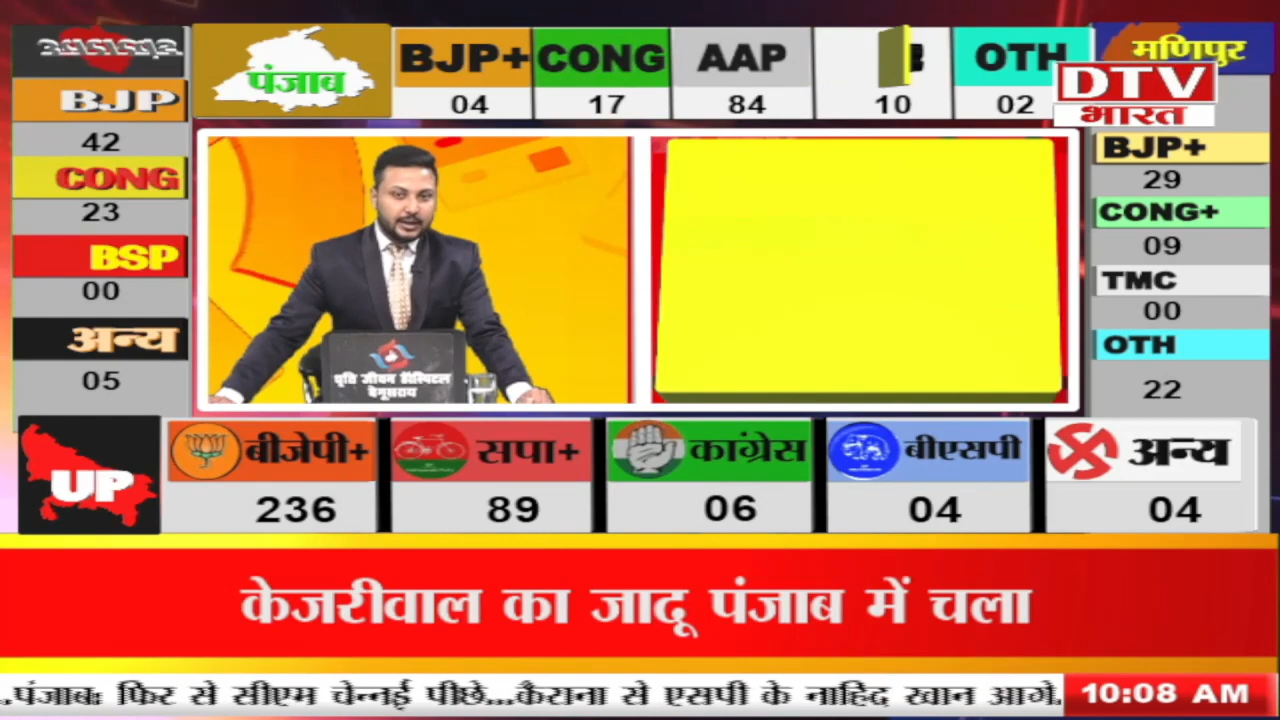 पंजाब
BJP+
CONG
AAP
OTH
मणिपुर
04
17
84
10
02
DTV
भारत
BJP
42
CONG
23
BSP
00
अन्य
05
BJP+
29
CONG+
09
TMC
00
OTH
22
बेगूसराय
UP
बीजेपी+
सपा+
कांग्रेस
बीएसपी
अन्य
236
89
06
04
04
केजरीवाल का जादू पंजाब में चला
..पंजाब: फिर से सीएम चेन्नई पीछे...कैराना से एसपी के नाहिद खान आगे.
10:08 AM